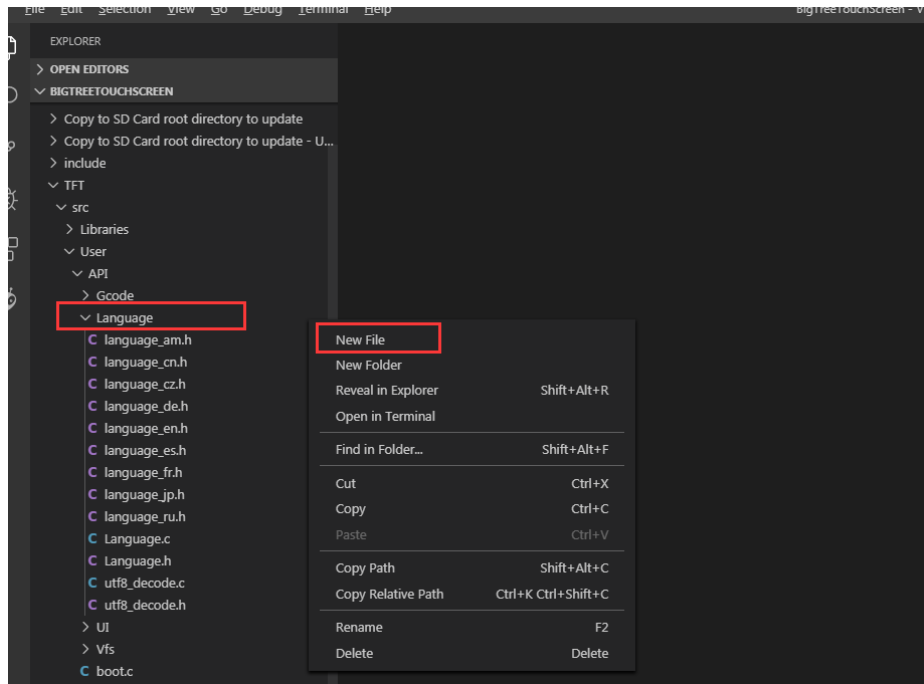 File Edit Selection View Go Debug Terminal Help
BigTreeTouchScreen - V
EXPLORER
OPEN EDITORS
BIGTREETOUCHSCREEN
Copy to SD Card root directory to update
Copy to SD Card root directory to update - U...
include
TFT
src
Libraries
User
API
Gcode
Language
language_am.h
language_cn.h
language_cz.h
language_de.h
language_en.h
language_es.h
language_fr.h
language_jp.h
language_ru.h
Language.c
Language.h
utf8_decode.c
utf8_decode.h
UI
Vfs
boot.c
New File
New Folder
Reveal in Explorer Shift+Alt+R
Open in Terminal
Find in Folder... Shift+Alt+F
Cut Ctrl+X
Copy Ctrl+C
Paste Ctrl+V
Copy Path Shift+Alt+C
Copy Relative Path Ctrl+K Ctrl+Shift+C
Rename F2
Delete Delete